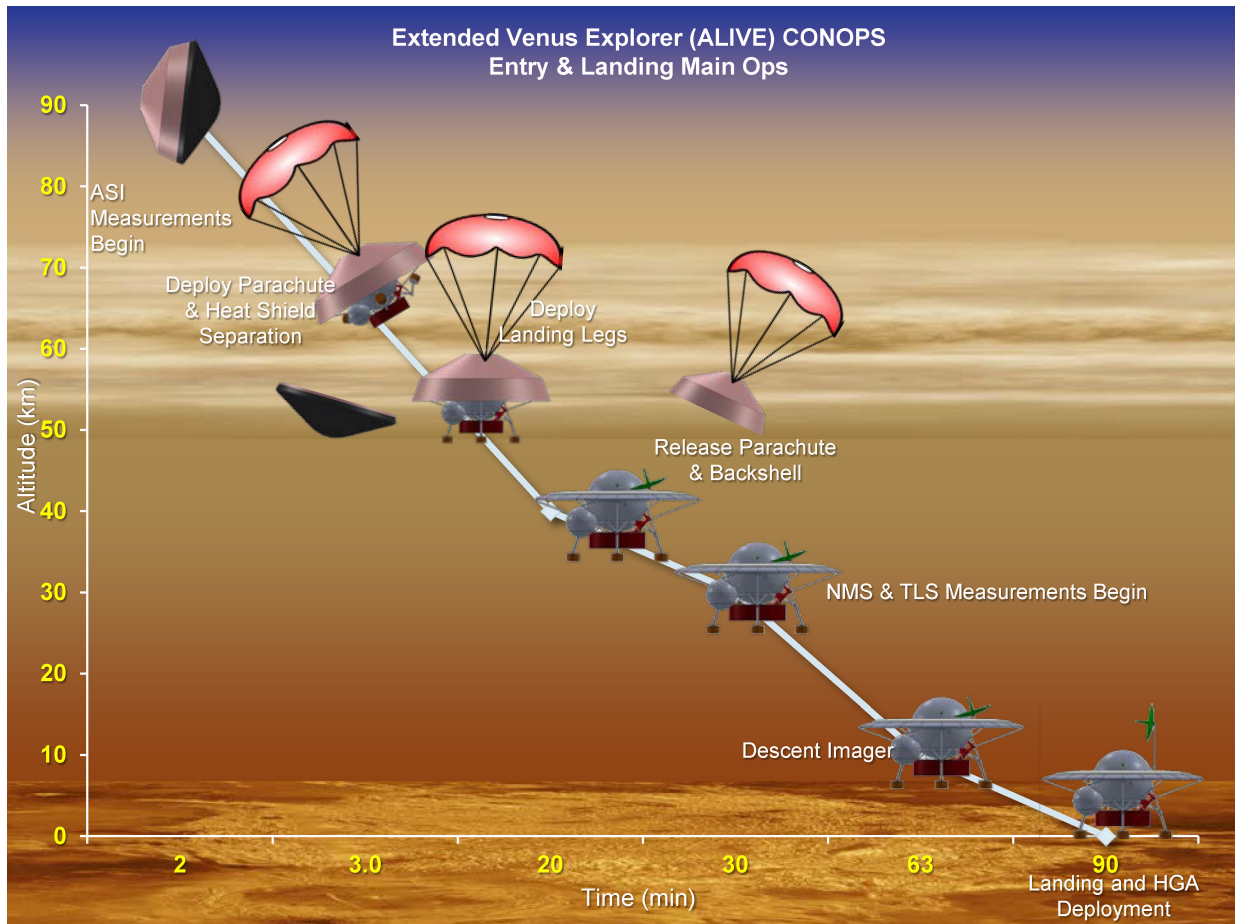 Extended Venus Explorer (ALIVE) CONOPS
Entry & Landing Main Ops
90
80
70
60
50
40
30
20
10
0
Altitude (km)
ASI
Measurements
Begin
Deploy Parachute
& Heat Shield
Separation
Deploy
Landing Legs
Release Parachute
& Backshell
NMS & TLS Measurements Begin
Descent Imager
2
3.0
20
30
63
90
Time (min)
Landing and HGA
Deployment